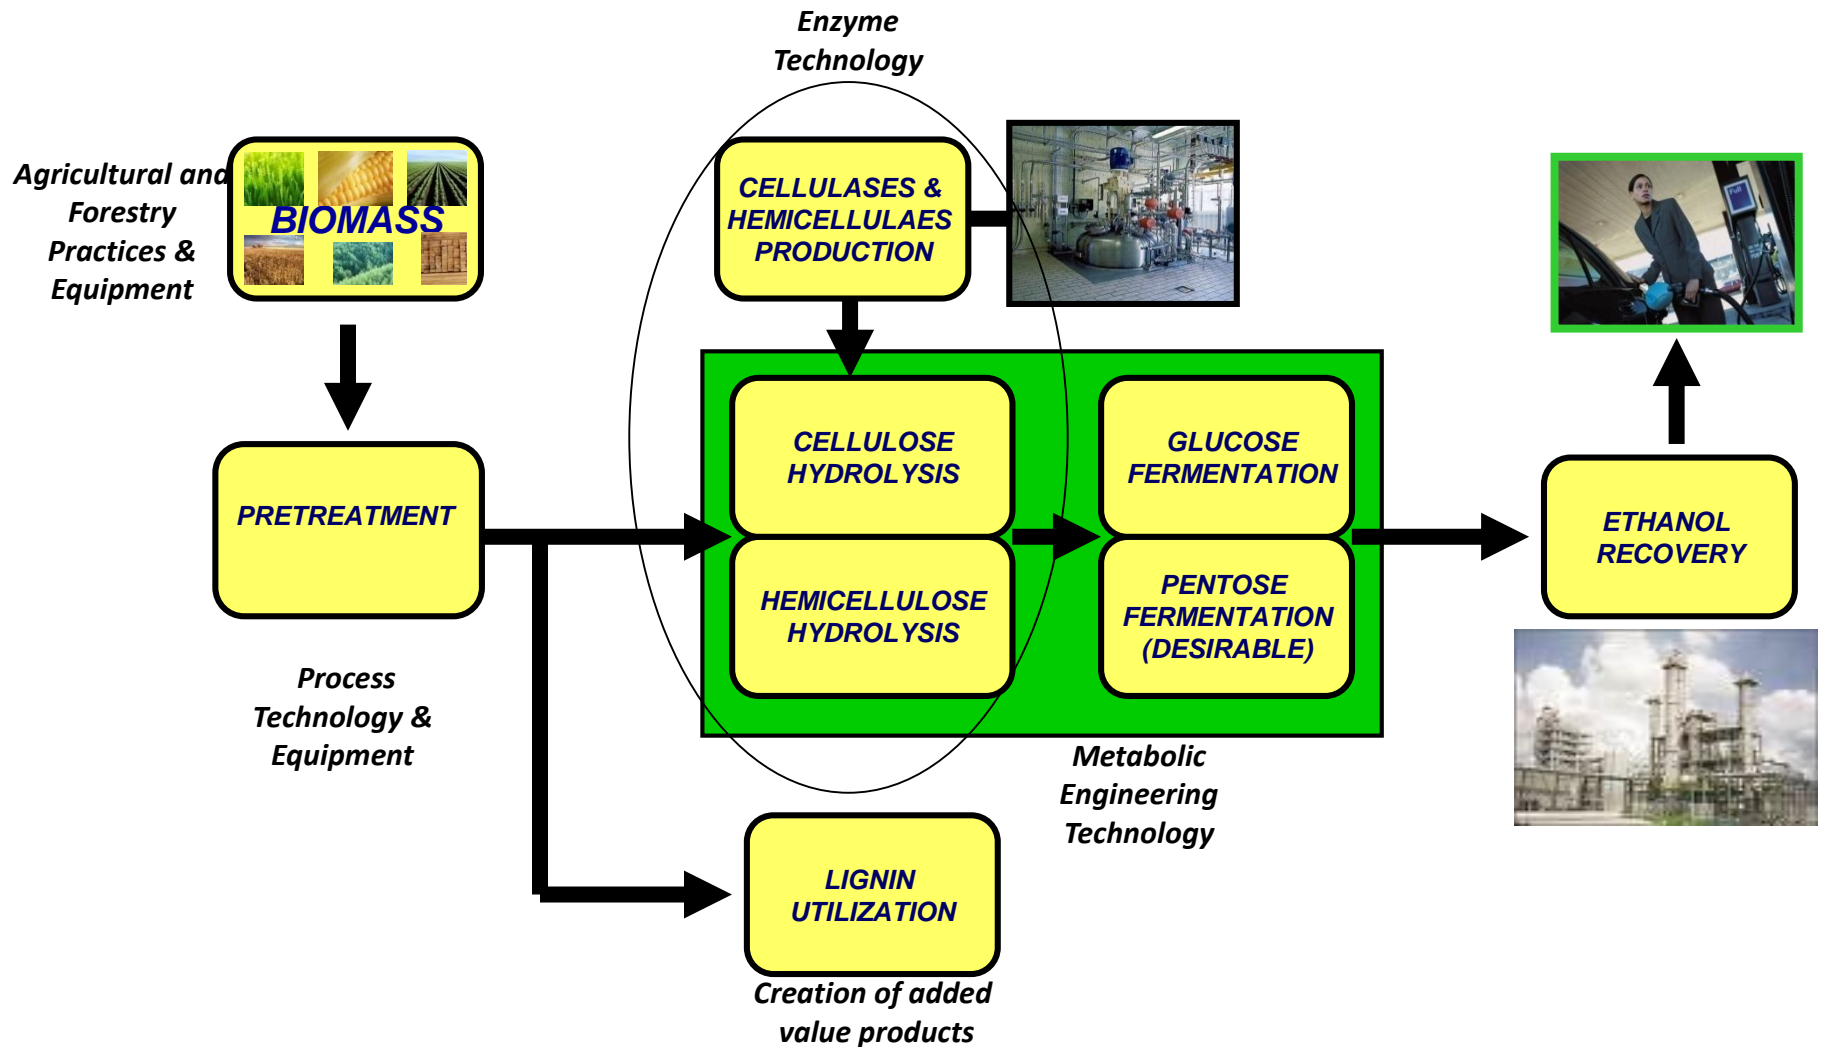 Enzyme
Technology
Agricultural and
Forestry
Practices &
Equipment
BIOMASS
CELLULASES &
HEMICELLULAES
PRODUCTION
Full
PRETREATMENT
CELLULOSE
HYDROLYSIS
HEMICELLULOSE
HYDROLYSIS
GLUCOSE
FERMENTATION
PENTOSE
FERMENTATION
(DESIRABLE)
ETHANOL
RECOVERY
Process
Technology &
Equipment
Metabolic
Engineering
Technology
LIGNIN
UTILIZATION
Creation of added
value products